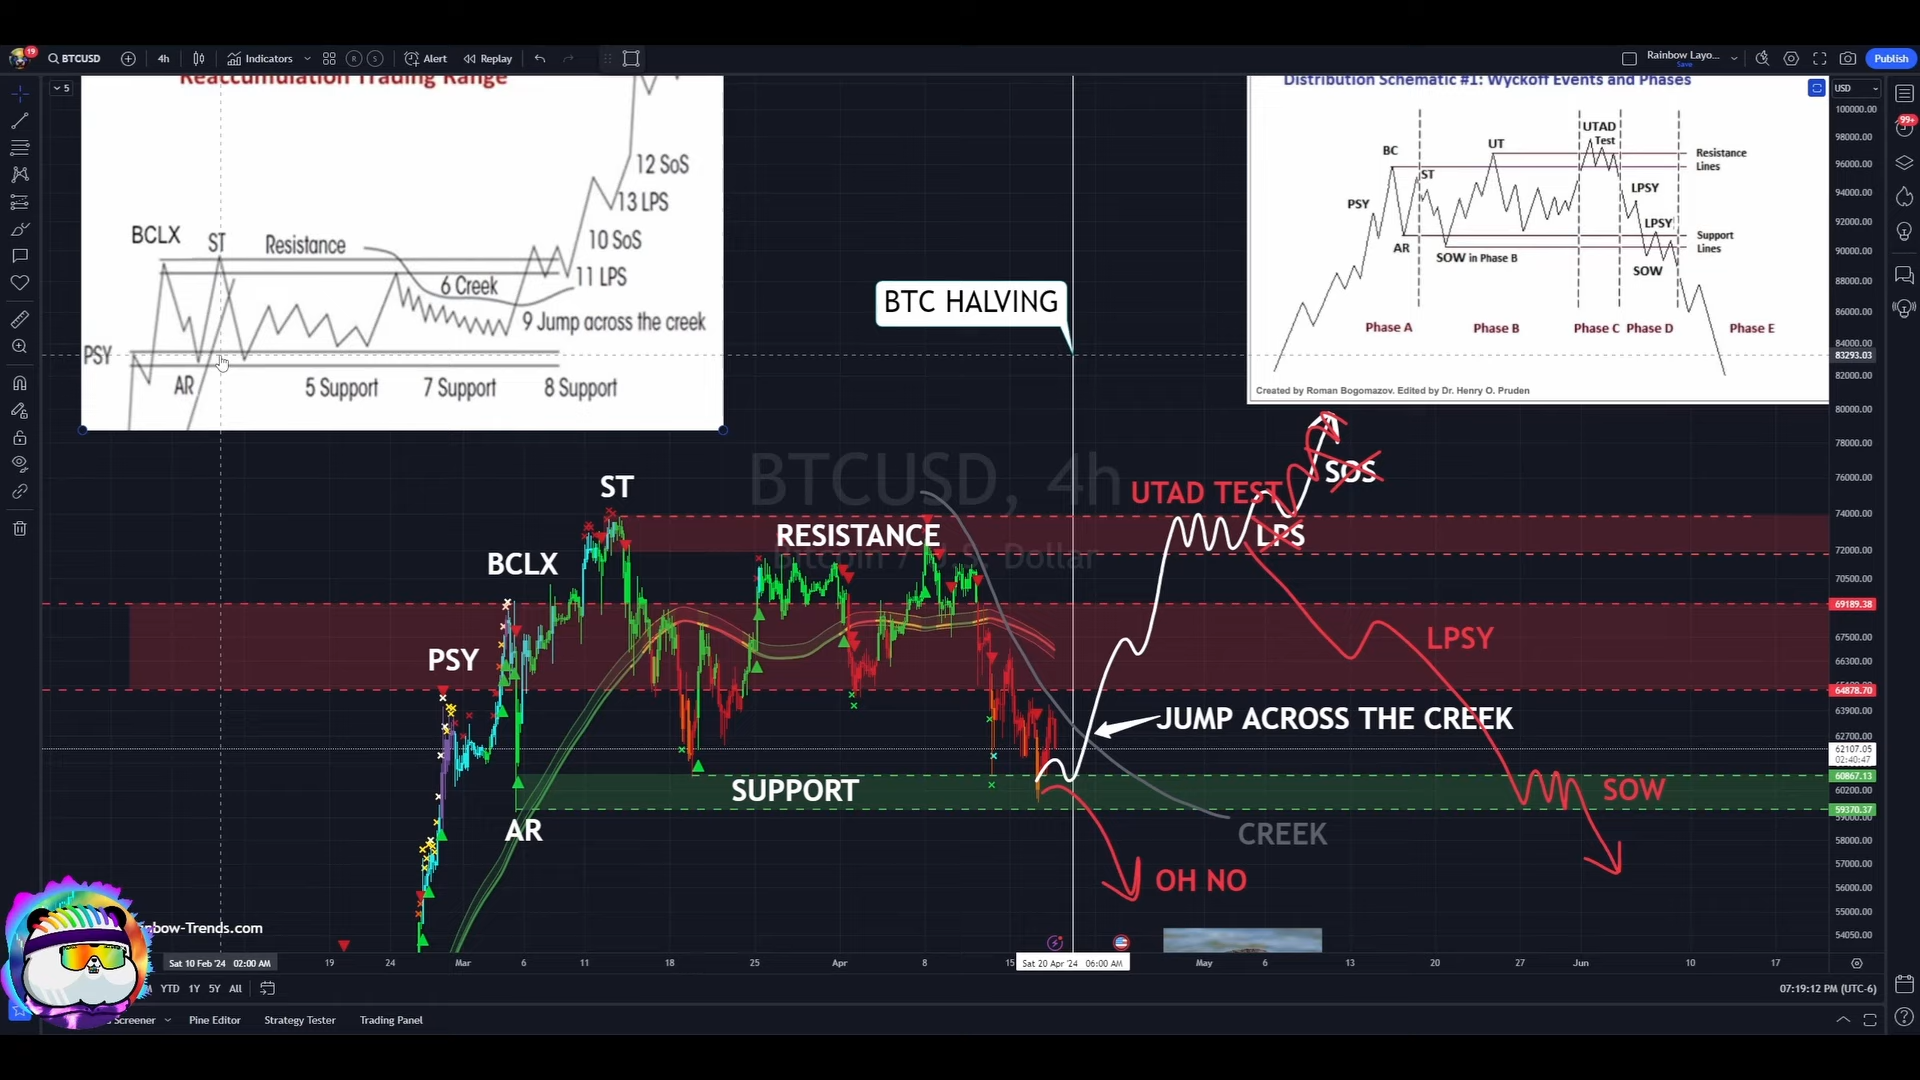 19
BTCUSD
4h
Indicators
R
S
Alert
Replay
Rainbow Layo...
Save
Publish
5
Reaccumulation Trading Range
12 SoS
13 LPS
BCLX
ST
Resistance
10 SoS
6 Creek
11 LPS
9 Jump across the creek
PSY
AR
5 Support
7 Support
8 Support
BTC HALVING
Distribution Schematic #1: Wyckoff Events and Phases
UTAD
Test
BC
UT
Resistance
Lines
ST
PSY
LPSY
LPSY
AR
Support
Lines
SOW in Phase B
SOW
Phase A
Phase B
Phase C
Phase D
Phase E
Created by Roman Bogomazov. Edited by Dr. Henry O. Pruden
USD
99+
100000.00
98000.00
96000.00
94000.00
92000.00
90000.00
88000.00
86000.00
84000.00
83293.03
82000.00
80000.00
78000.00
76000.00
74000.00
72000.00
70500.00
69189.38
67500.00
66300.00
64878.70
63900.00
62700.00
62107.05
02:40:47
60867.13
60200.00
59370.37
59000.00
58000.00
57000.00
56000.00
55000.00
54050.00
BTCUSD, 4h
Bitcoin / U.S. Dollar
ST
UTAD TEST
SOS
RESISTANCE
LPS
BCLX
PSY
LPSY
JUMP ACROSS THE CREEK
SUPPORT
SOW
AR
CREEK
OH NO
nbow-Trends.com
Sat 10 Feb '24 02:00 AM
19
24
Mar
6
11
18
25
Apr
8
15
Sat 20 Apr '24 06:00 AM
May
6
13
20
27
Jun
10
17
M
YTD
1Y
5Y
All
07:19:12 PM (UTC-6)
Screener
Pine Editor
Strategy Tester
Trading Panel